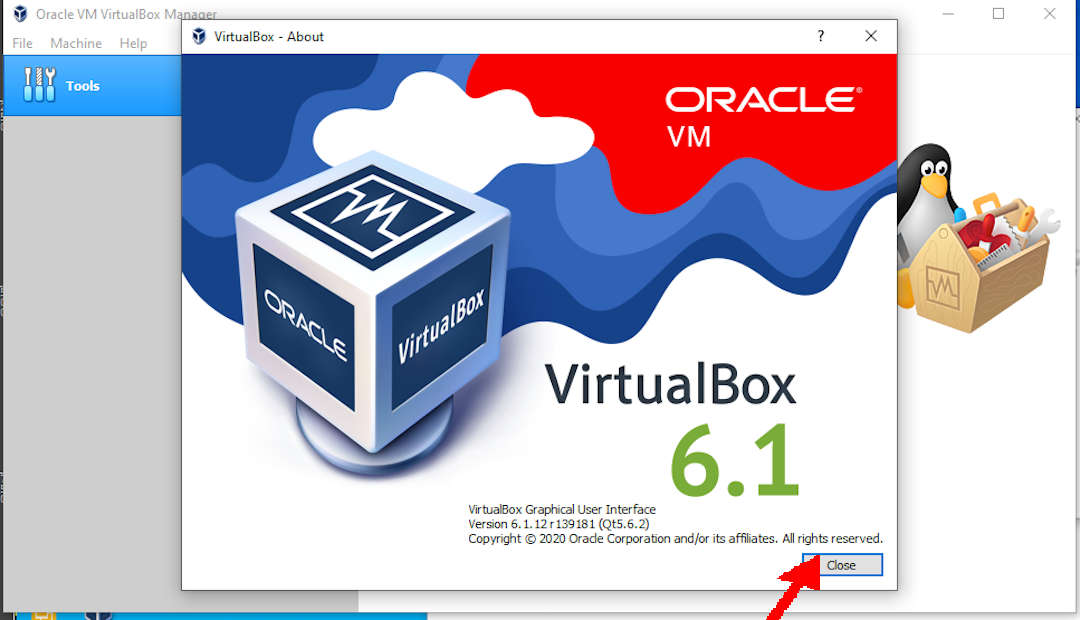 Oracle VM VirtualBox Manager
File Machine Help
Tools
VirtualBox - About
?
ORACLE®
VM
ORACLE
VirtualBox
VirtualBox
6.1
VirtualBox Graphical User Interface
Version 6.1.12 r139181 (Qt5.6.2)
Copyright © 2020 Oracle Corporation and/or its affiliates. All rights reserved.
Close